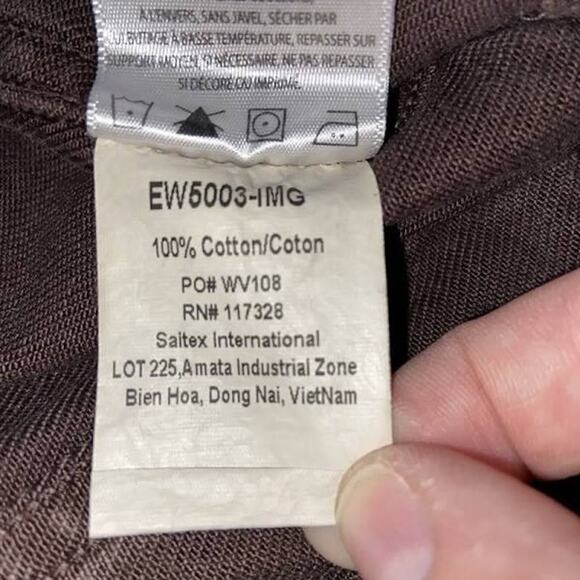 À L'ENVERS, SANS JAVEL, SÉCHER PAR
CULBUTAGE À BASSE TEMPÉRATURE, REPASSER SUR
SUPPORT MOYEN, SI NÉCESSAIRE, NE PAS REPASSER
SI DÉCORÉ OU IMPRIMÉ.
EW5003-IMG
100% Cotton/Coton
PO# WV108
RN# 117328
Saitex International
LOT 225,Amata Industrial Zone
Bien Hoa, Dong Nai, VietNam